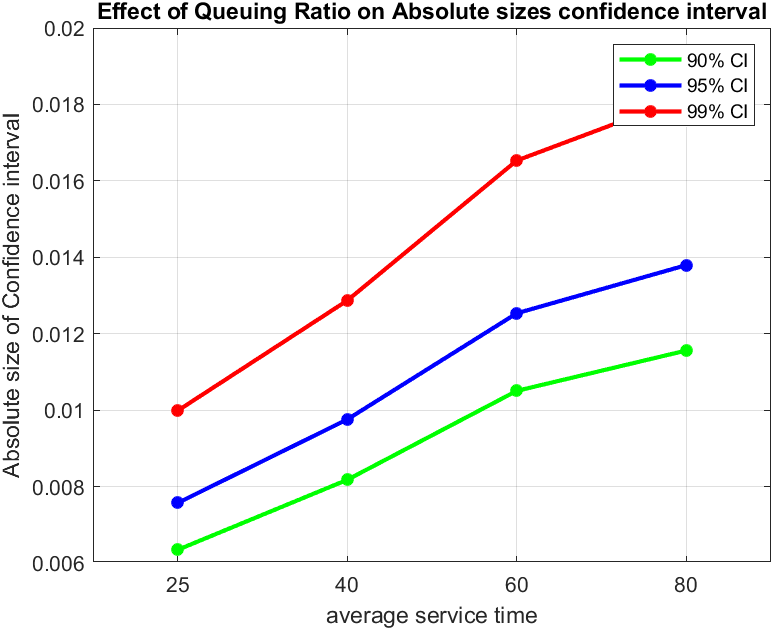 Effect of Queuing Ratio on Absolute sizes confidence interval
0.02
0.018
0.016
0.014
0.012
0.01
0.008
0.006
Absolute size of Confidence interval
90% CI
95% CI
99% CI
25 40 60 80
average service time